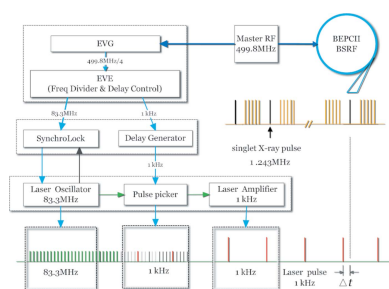 EVG
Master RF
499.8MHz
BEPCII
BSRF
499.8MHz/4
EVE
(Freq Divider & Delay Control)
83.3MHz
1 kHz
SynchroLock
Delay Generator
singlet X-ray pulse
1 .243MHz
1 kHz
Laser Oscillator
83.3MHz
Pulse picker
Laser Amplifier
1 kHz
83.3MHz
1 kHz
1 kHz
Laser pulse
1 kHz
△t